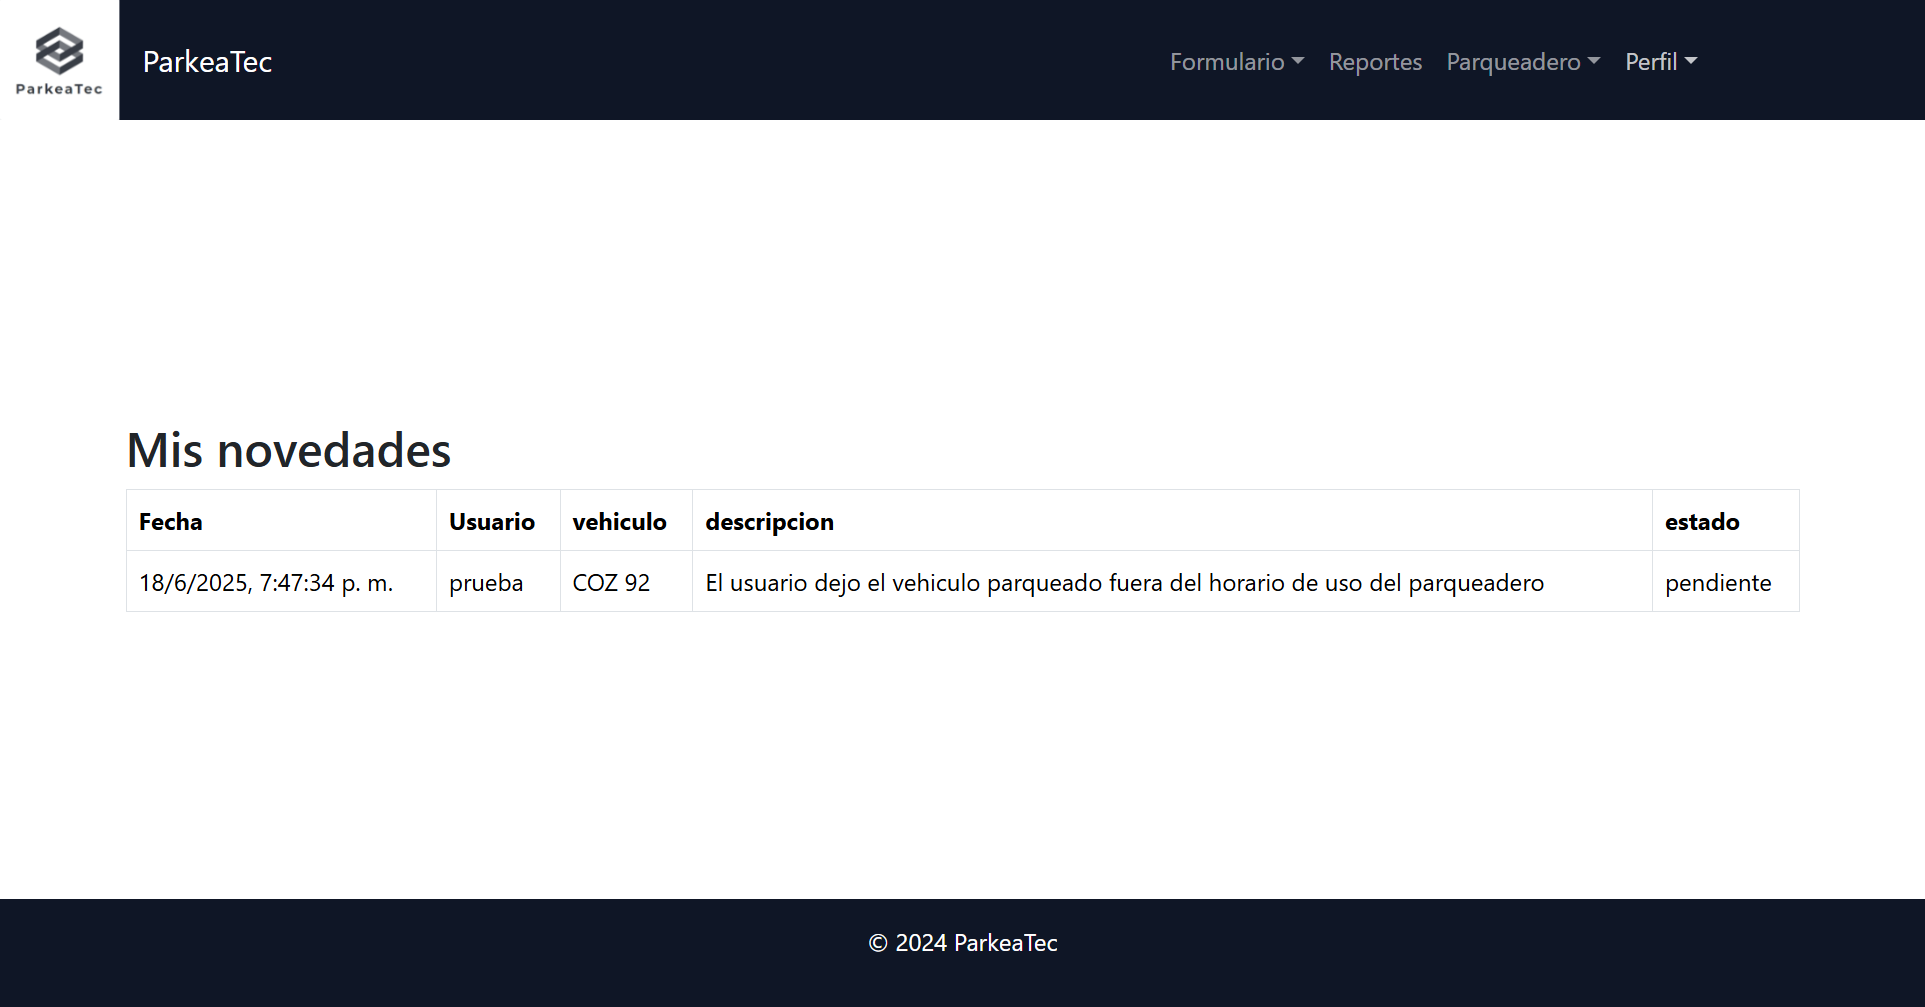 ParkeaTec
ParkeaTec
Formulario Reportes Parqueadero Perfil
Mis novedades
Fecha Usuario vehiculo descripcion estado
18/6/2025, 7:47:34 p. m. prueba COZ 92 El usuario dejo el vehiculo parqueado fuera del horario de uso del parqueadero pendiente
© 2024 ParkeaTec